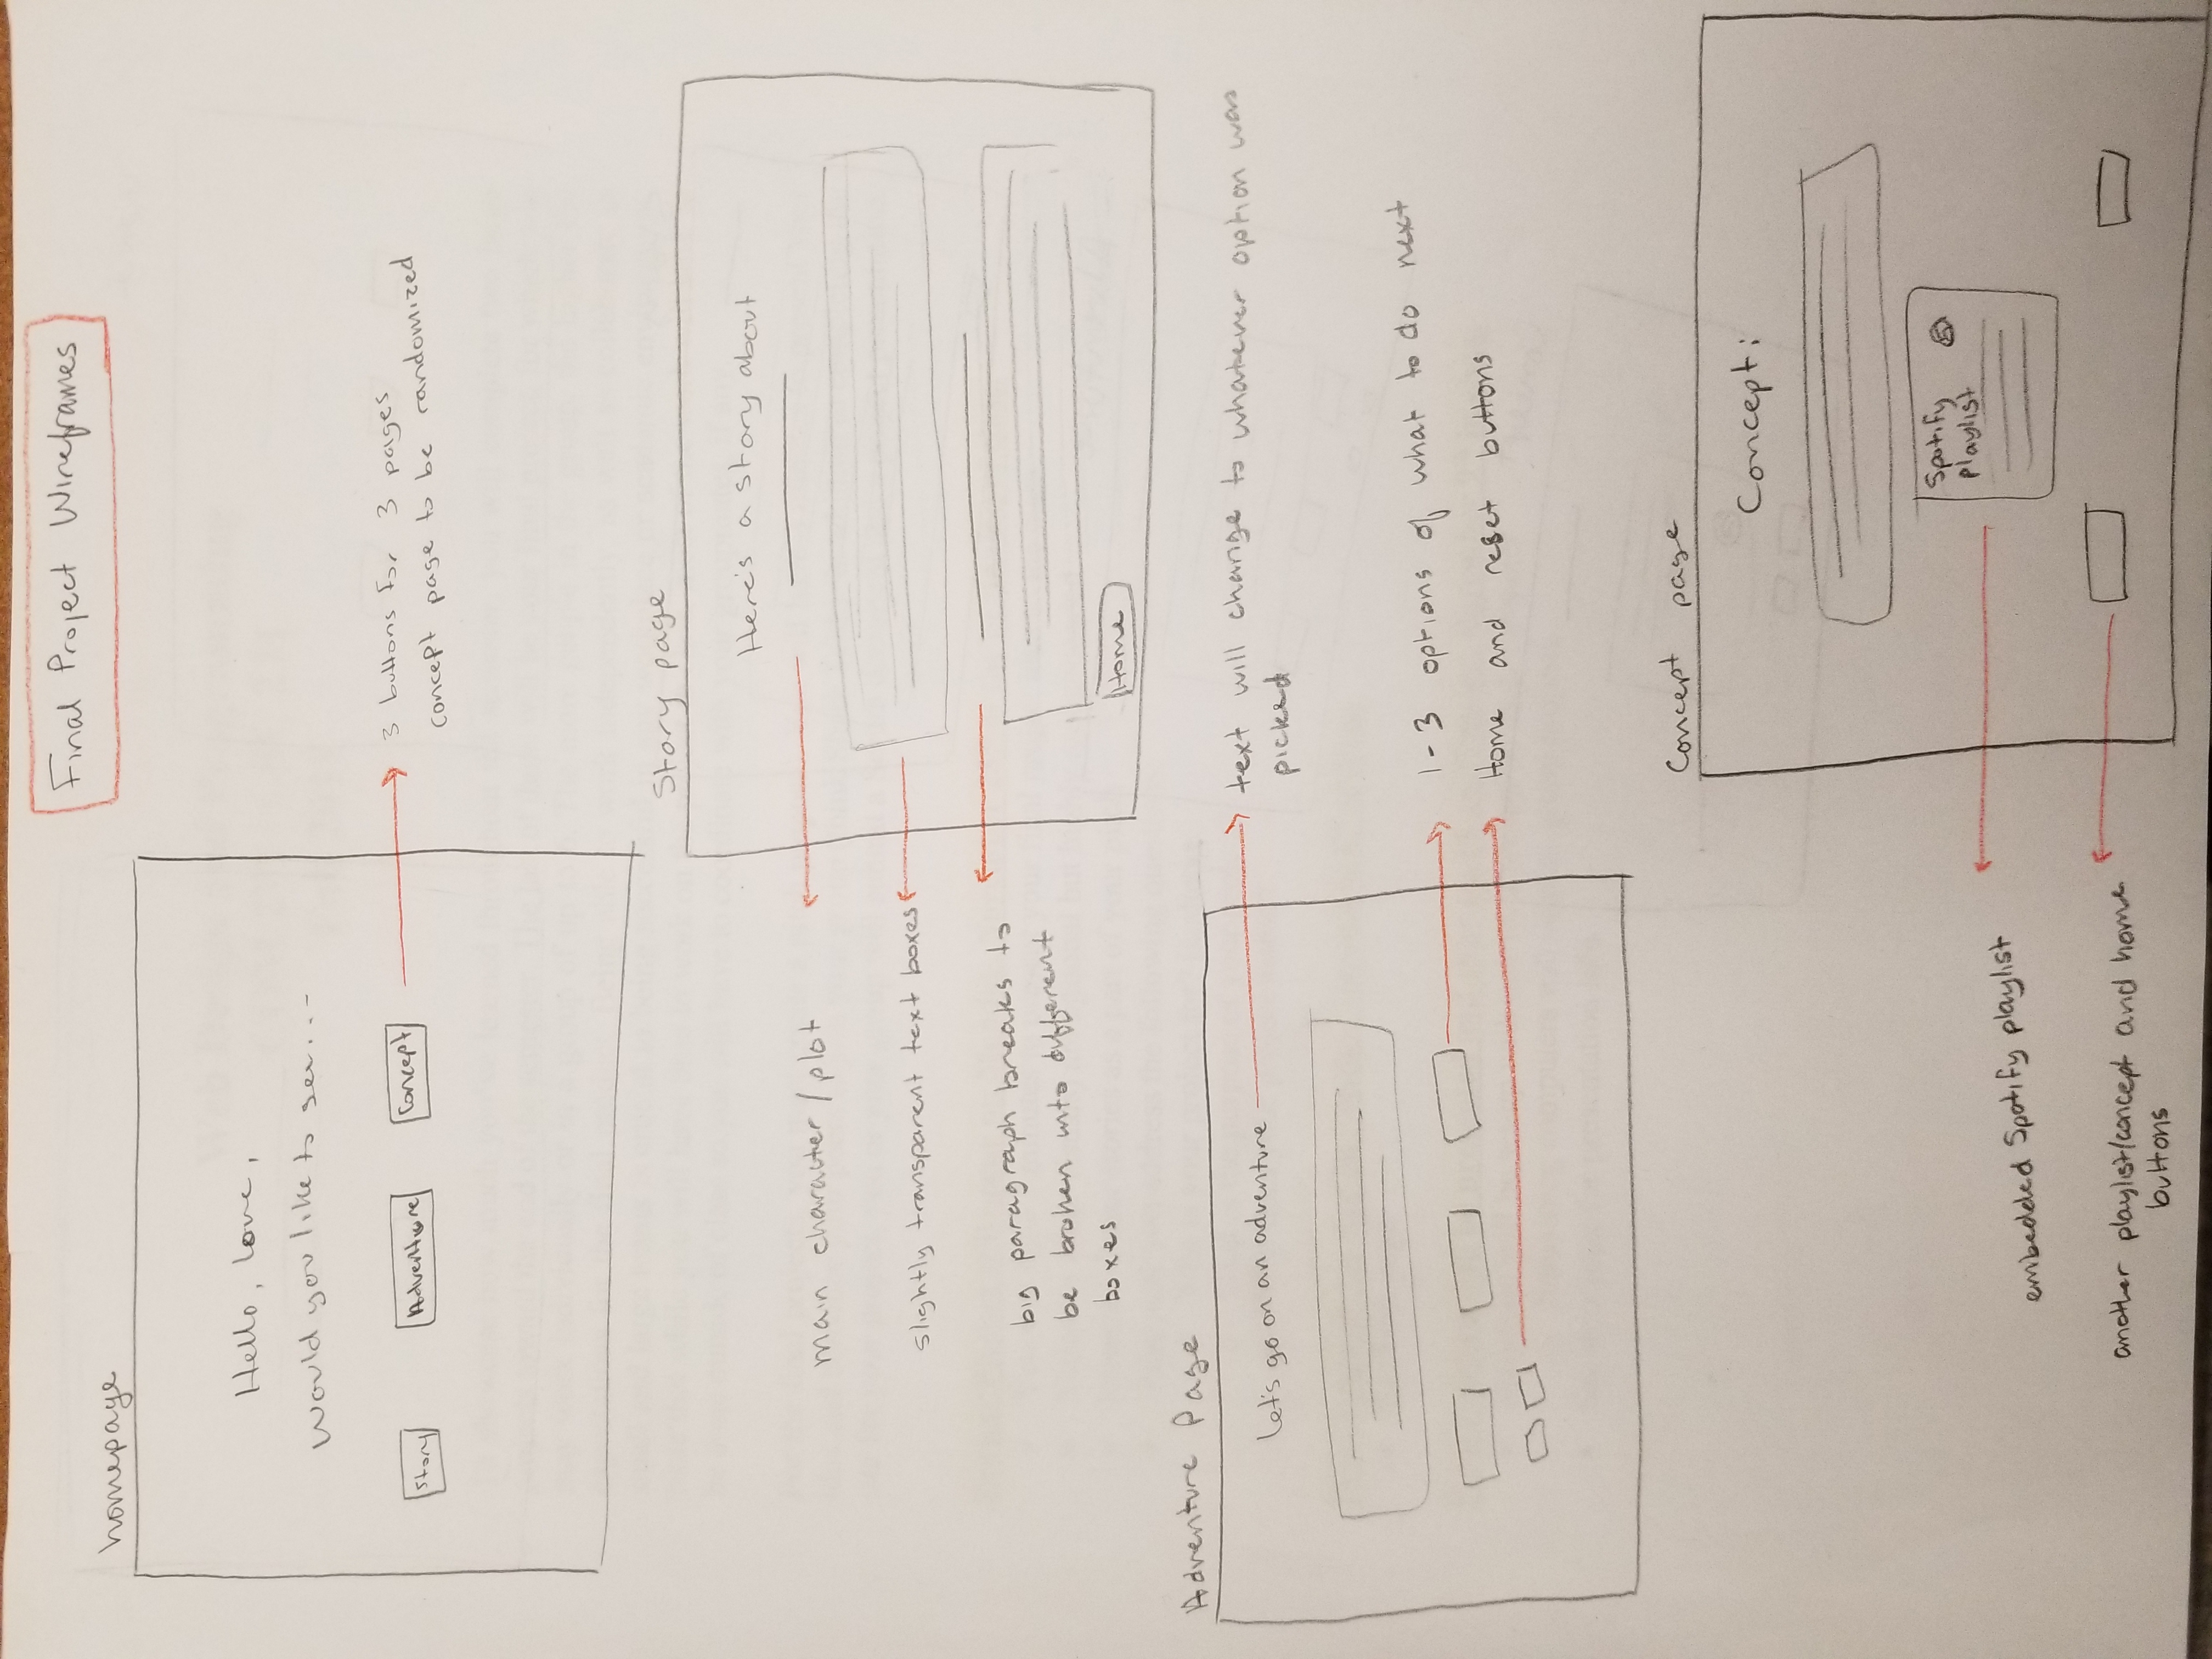 Final Project Wireframes
homepage
Hello, love,
Would you like to see...-
Story
Adventure
Concept
3 buttons for 3 pages
concept page to be randomized
Story page
Here's a story about
main character / plot
slightly transparent text boxes
big paragraph breaks to
be broken into different
boxes
Home
Adventure Page
Let's go on an adventure
text will change to whatever option was
picked
1-3 options of what to do next
Home and reset buttons
Concept page
Concept:
Spotify
playlist
embedded Spotify playlist
another playlist/concept and home
buttons